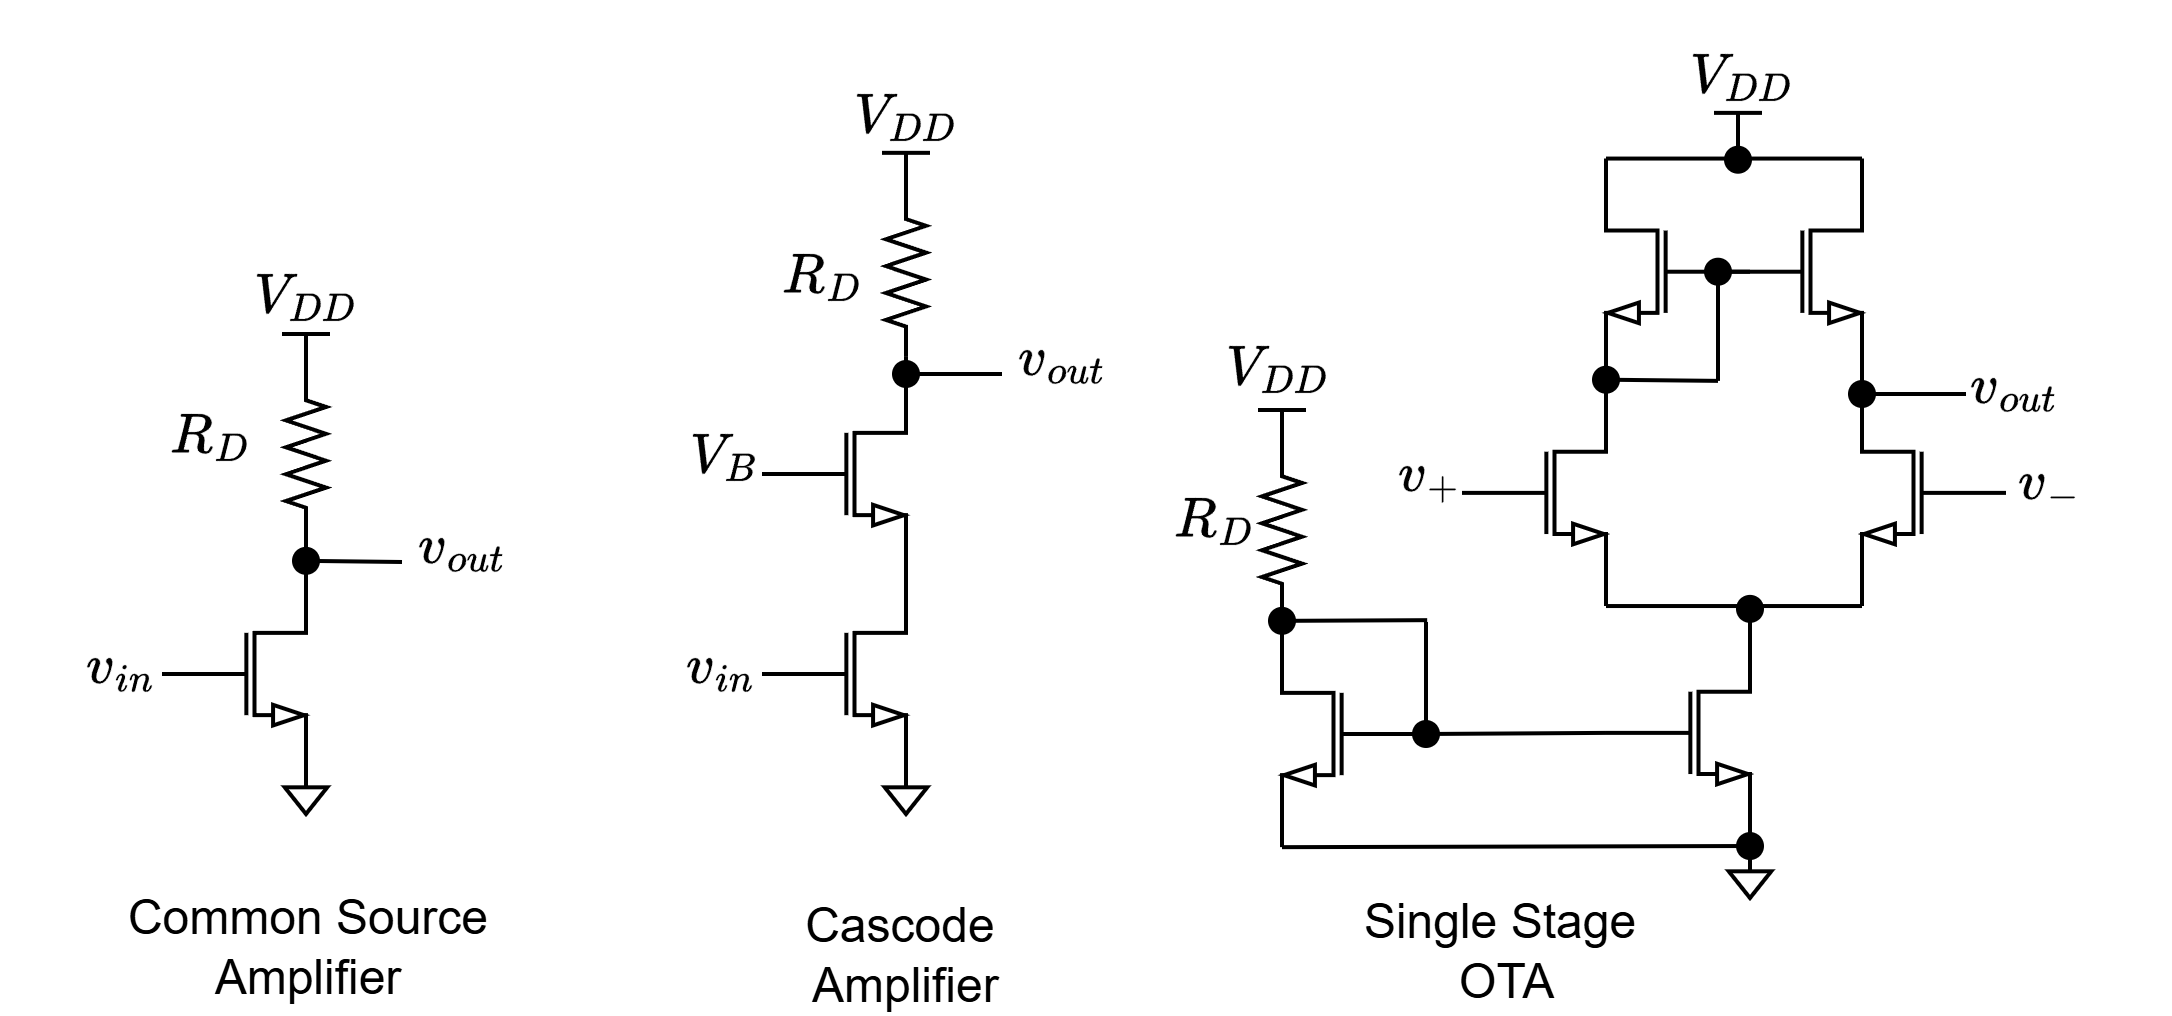 V_{DD}
R_D
v_{out}
v_{in}
Common Source
Amplifier
V_{DD}
R_D
v_{out}
V_B
v_{in}
Cascode
Amplifier
V_{DD}
V_{DD}
R_D
v_+
v_{out}
v_-
Single Stage
OTA